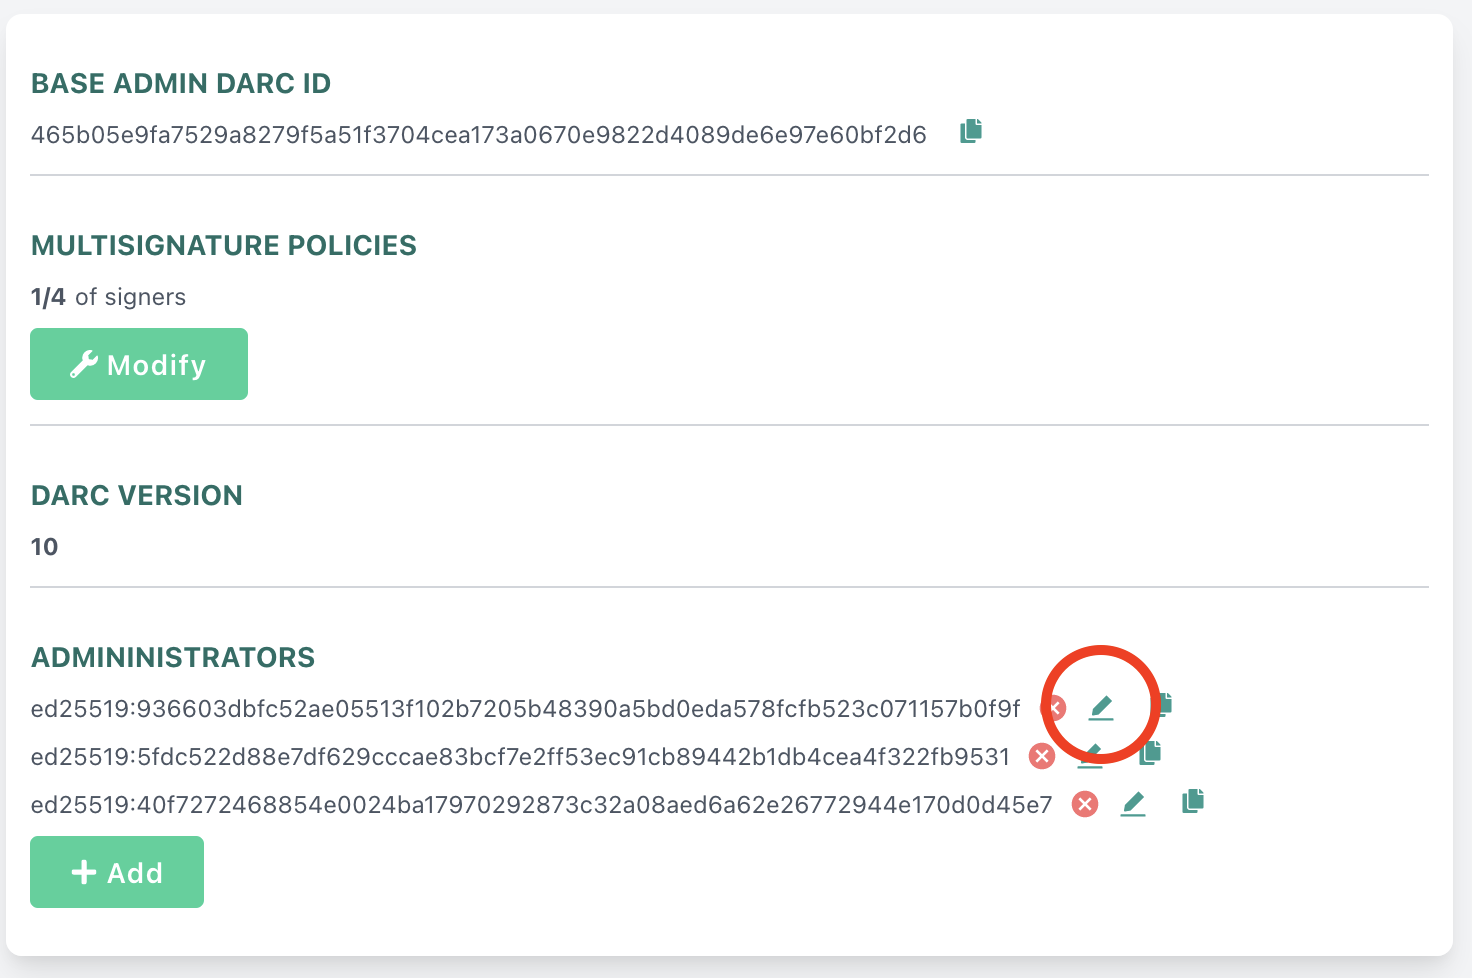 BASE ADMIN DARC ID
465b05e9fa7529a8279f5a51f3704cea173a0670e9822d4089de6e97e60bf2d6
MULTISIGNATURE POLICIES
1/4 of signers
Modify
DARC VERSION
10
ADMININISTRATORS
ed25519:936603dbfc52ae05513f102b7205b48390a5bd0eda578fcfb523c071157b0f9f
ed25519:5fdc522d88e7df629cccae83bcf7e2ff53ec91cb89442b1db4cea4f322fb9531
ed25519:40f7272468854e0024ba17970292873c32a08aed6a62e26772944e170d0d45e7
Add